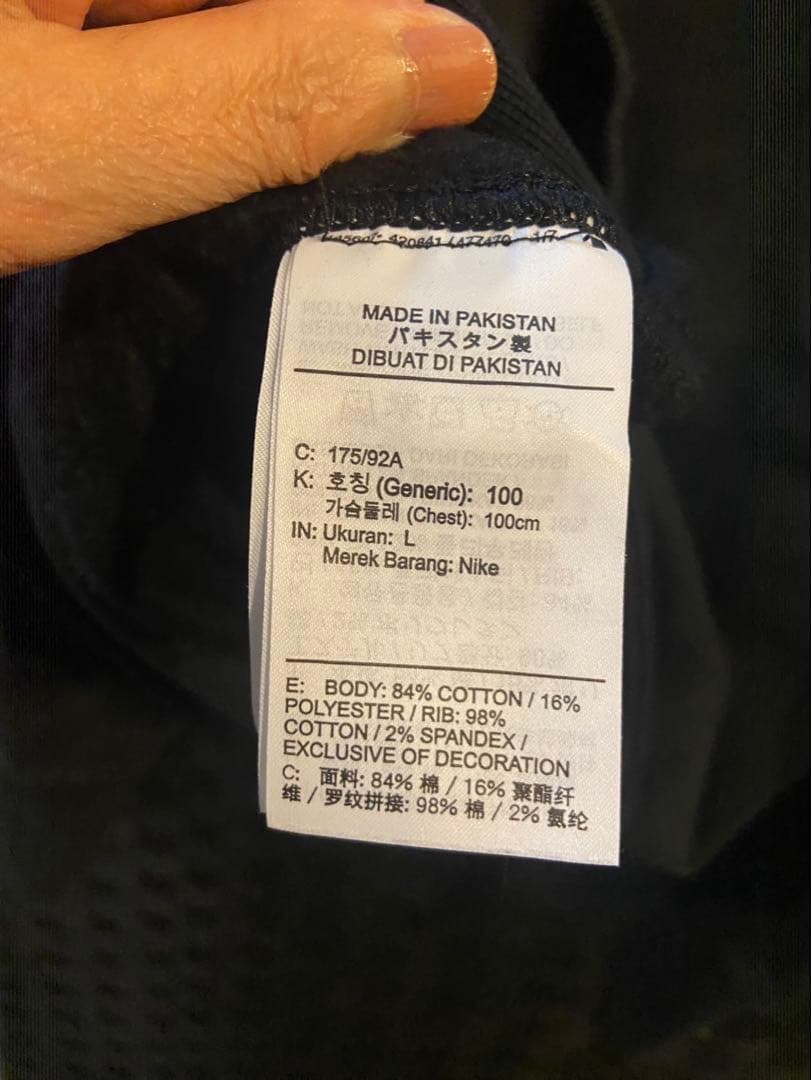 MADE IN PAKISTAN
パキスタン製
DIBUAT DI PAKISTAN
C: 175/92A
K: 호칭 (Generic): 100
가슴둘레 (Chest): 100cm
IN: Ukuran: L
Merek Barang: Nike
E: BODY: 84% COTTON / 16%
POLYESTER / RIB: 98%
COTTON / 2% SPANDEX /
EXCLUSIVE OF DECORATION
C: 面料: 84% 棉 / 16% 聚酯纤
维 / 罗纹拼接: 98% 棉 / 2% 氨纶